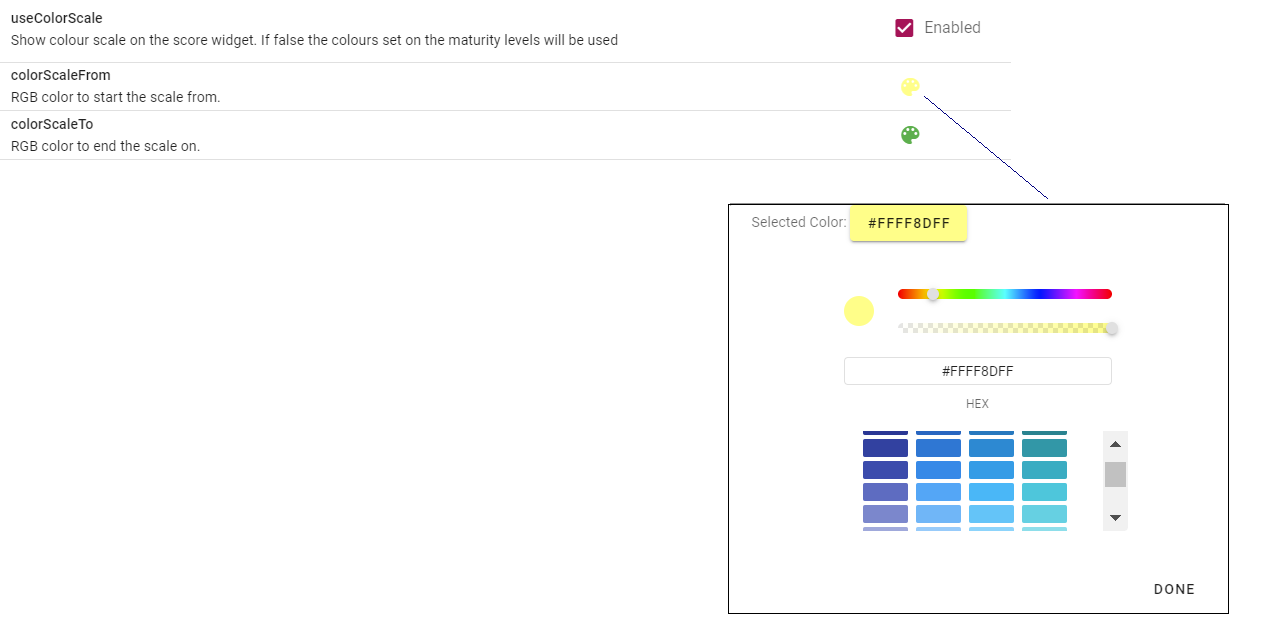 useColorScale
Show colour scale on the score widget. If false the colours set on the maturity levels will be used
Enabled
colorScaleFrom
RGB color to start the scale from.
colorScaleTo
RGB color to end the scale on.
Selected Color: #FFFF8DFF
#FFFF8DFF
HEX
DONE